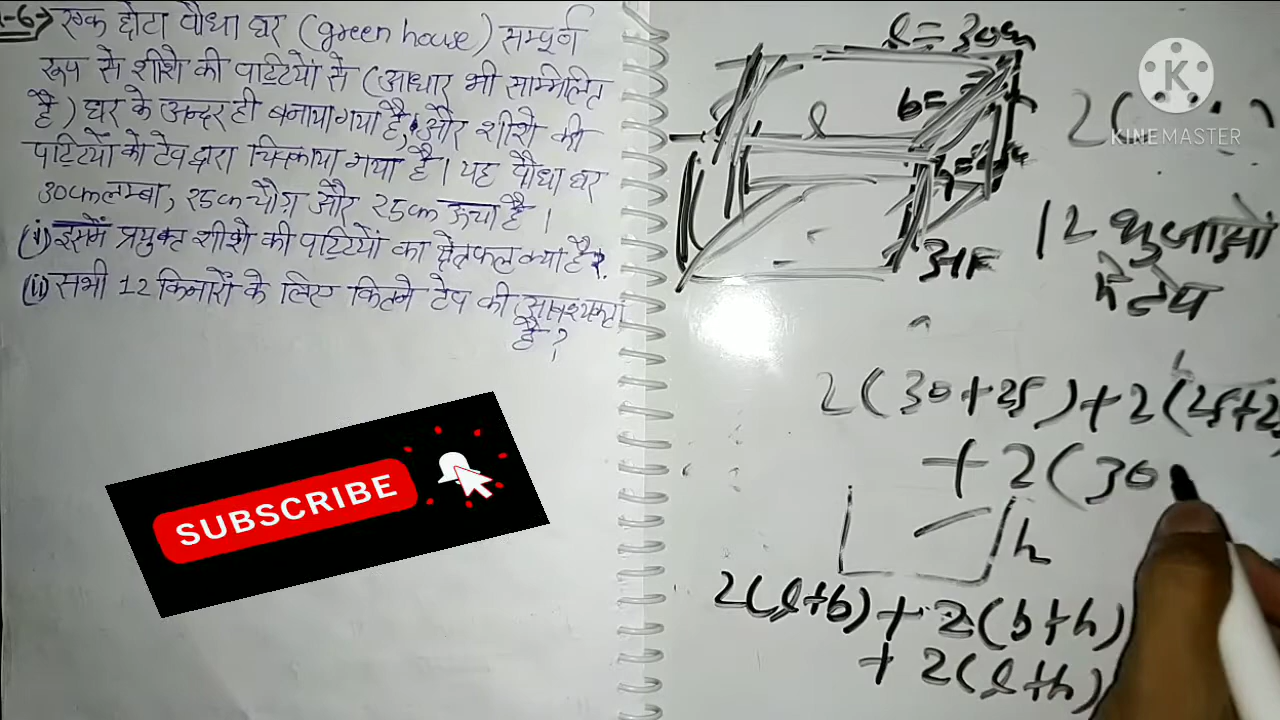 Q-6→ एक छोटा पौधा घर (green house) सम्पूर्ण
रूप से शीशे की पट्टियों से (आधार भी सम्मिलित
है) घर के अन्दर ही बनाया गया है, और शीशे की
पट्टियों को टेप द्वारा चिपकाया गया है। यह पौधा घर
30cm लम्बा, 25cm चौड़ा और 25cm ऊंचा है।
(i) इसमें प्रयुक्त शीशे की पट्टियों का क्षेत्रफल क्या है?
(ii) सभी 12 किनारों के लिए कितने टेप की आवश्यकता
है?
SUBSCRIBE
l = 30cm
b =
l
h =
2(
K
KINEMASTER
12 भुजाओं
में टेप
2(30+25)+2(25+2
+2(30
h
2(l+b)+2(b+h)
+2(l+h)